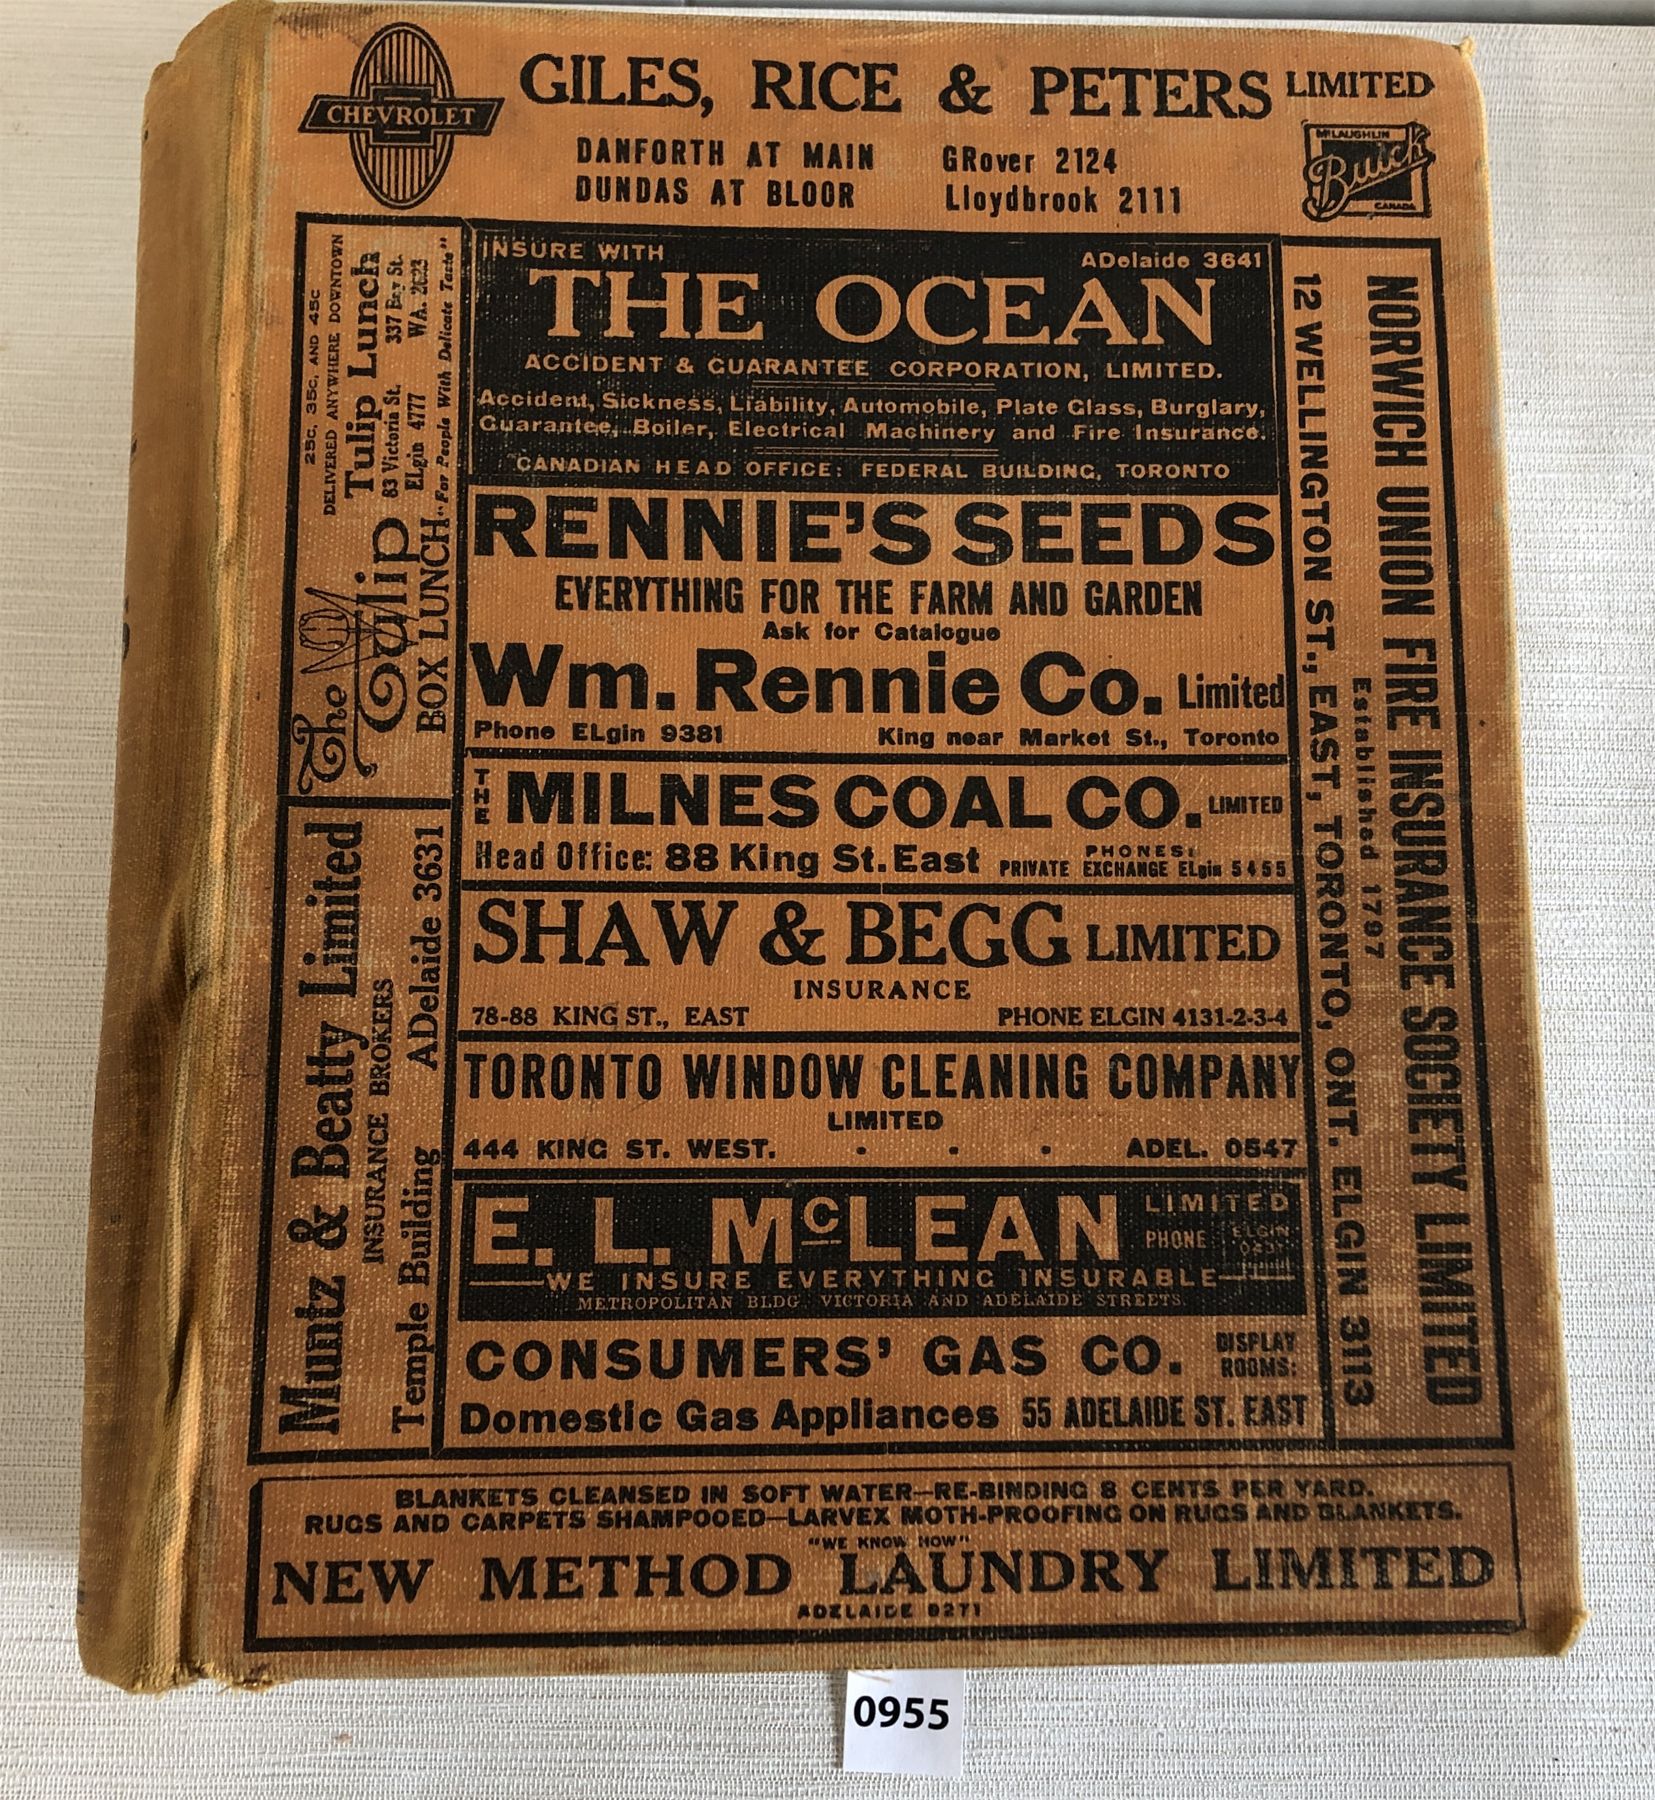 CHEVROLET
GILES, RICE & PETERS LIMITED
DANFORTH AT MAIN GRover 2124
DUNDAS AT BLOOR Lloydbrook 2111
McLAUGHLIN
Buick
CANADA
25c, 35c, AND 45c
DELIVERED ANYWHERE DOWNTOWN
Tulip Lunch
83 Victoria St. 337 Bay St.
ELgin 4777 WA. 2623
"For People With Delicate Taste"
The Tulip
BOX LUNCH
Muntz & Beatty Limited
INSURANCE BROKERS
Temple Building ADelaide 3631
INSURE WITH ADelaide 3641
THE OCEAN
ACCIDENT & GUARANTEE CORPORATION, LIMITED.
Accident, Sickness, Liability, Automobile, Plate Glass, Burglary,
Guarantee, Boiler, Electrical Machinery and Fire Insurance.
CANADIAN HEAD OFFICE: FEDERAL BUILDING, TORONTO
RENNIE'S SEEDS
EVERYTHING FOR THE FARM AND GARDEN
Ask for Catalogue
Wm. Rennie Co. Limited
Phone ELgin 9381 King near Market St., Toronto
THE MILNES COAL CO. LIMITED
Head Office: 88 King St. East PHONES:
PRIVATE EXCHANGE ELgin 5455
SHAW & BEGG LIMITED
INSURANCE
78-88 KING ST., EAST PHONE ELGIN 4131-2-3-4
TORONTO WINDOW CLEANING COMPANY
LIMITED
444 KING ST. WEST. . . . ADEL. 0547
E. L. McLEAN LIMITED
PHONE ELGIN
WE INSURE EVERYTHING INSURABLE
METROPOLITAN BLDG. VICTORIA AND ADELAIDE STREETS
CONSUMERS' GAS CO. DISPLAY ROOMS:
Domestic Gas Appliances 55 ADELAIDE ST. EAST
NORWICH UNION FIRE INSURANCE SOCIETY LIMITED
Established 1797
12 WELLINGTON ST., EAST, TORONTO, ONT. ELGIN 3113
BLANKETS CLEANSED IN SOFT WATER—RE-BINDING 8 CENTS PER YARD.
RUGS AND CARPETS SHAMPOOED—LARVEX MOTH-PROOFING ON RUGS AND BLANKETS.
"WE KNOW HOW"
NEW METHOD LAUNDRY LIMITED
ADELAIDE 9271
0955